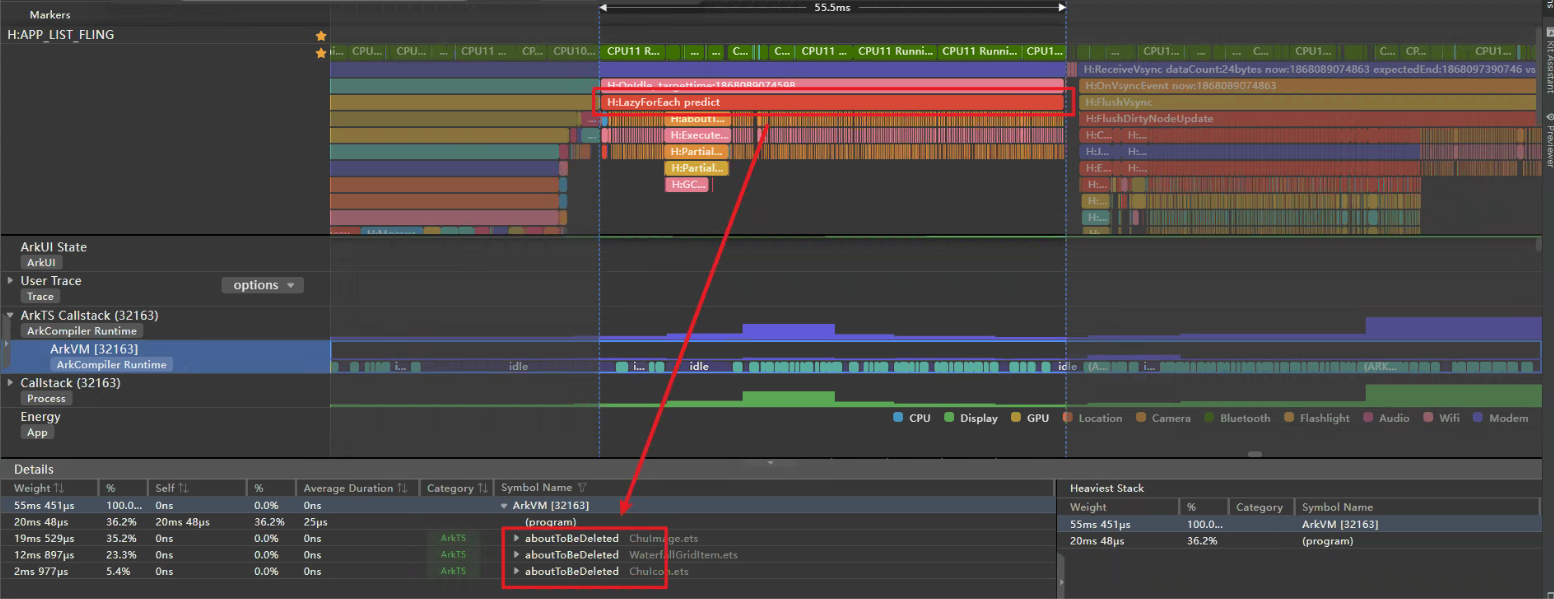 55.5ms
Markers
H:APP_LIST_FLING
CPU... CPU... ... CPU11 ... CP... CPU10... CPU11 R... ... ... C... C... CPU11 ... CPU11 Runni... CPU11 Runni... CPU1... ... CPU1... ... C... CPU1... C... CP... CPU1...
H:ReceiveVsync dataCount:24bytes now:1868089074863 expectedEnd:1868097390746 vs
H:OnIdle, targettime:1868089074598
H:OnVsyncEvent now:1868089074863
H:LazyForEach predict
H:FlushVsync
... H:aboutT...
H:FlushDirtyNodeUpdate
... H:Execute...
H:C... H:...
H:Partial...
H:J... H:...
H:Partial...
H:E... H:...
H:GC...
H:...
H:...
H:...
Kit Assistant
Previewer
ArkUI State
ArkUI
User Trace
options
Trace
ArkTS Callstack (32163)
ArkCompiler Runtime
ArkVM [32163]
ArkCompiler Runtime
i... idle i... idle idle (A... i... (ARK...
Callstack (32163)
Process
Energy
App
CPU Display GPU Location Camera Bluetooth Flashlight Audio Wifi Modem
Details
Weight % Self % Average Duration Category Symbol Name
55ms 451μs 100.0... 0ns 0.0% 0ns ArkVM [32163]
20ms 48μs 36.2% 20ms 48μs 36.2% 25μs (program)
19ms 529μs 35.2% 0ns 0.0% 0ns ArkTS aboutToBeDeleted ChuImage.ets
12ms 897μs 23.3% 0ns 0.0% 0ns ArkTS aboutToBeDeleted WaterfallGridItem.ets
2ms 977μs 5.4% 0ns 0.0% 0ns ArkTS aboutToBeDeleted ChuIcon.ets
Heaviest Stack
Weight % Category Symbol Name
55ms 451μs 100.0... ArkVM [32163]
20ms 48μs 36.2% (program)